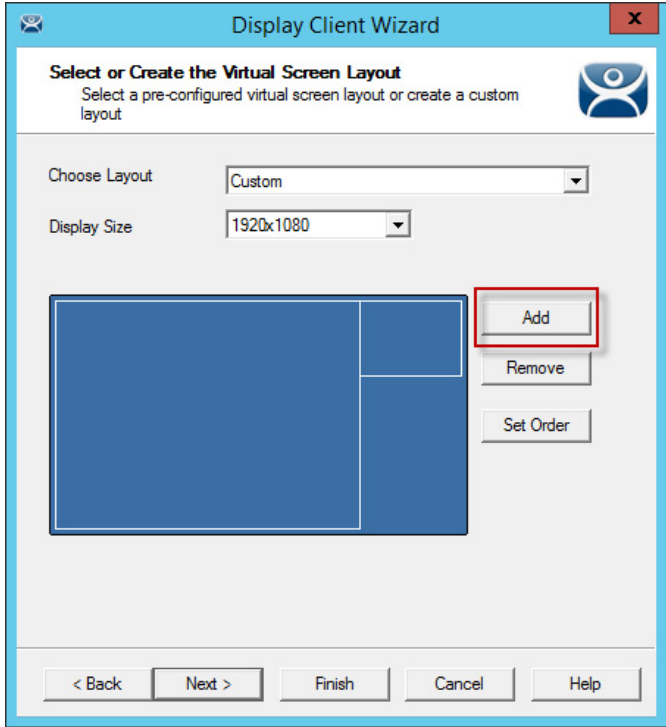 Display Client Wizard
x
Select or Create the Virtual Screen Layout
Select a pre-configured virtual screen layout or create a custom
layout
Choose Layout
Custom
Display Size
1920x1080
Add
Remove
Set Order
< Back
Next >
Finish
Cancel
Help